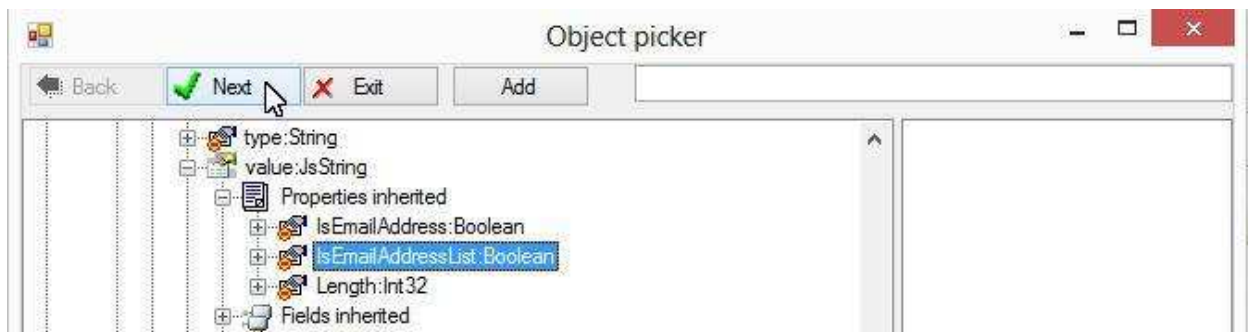 Object picker
Back Next Exit Add
type:String
value:JsString
Properties inherited
IsEmailAddress:Boolean
IsEmailAddressList:Boolean
Length:Int32
Fields inherited